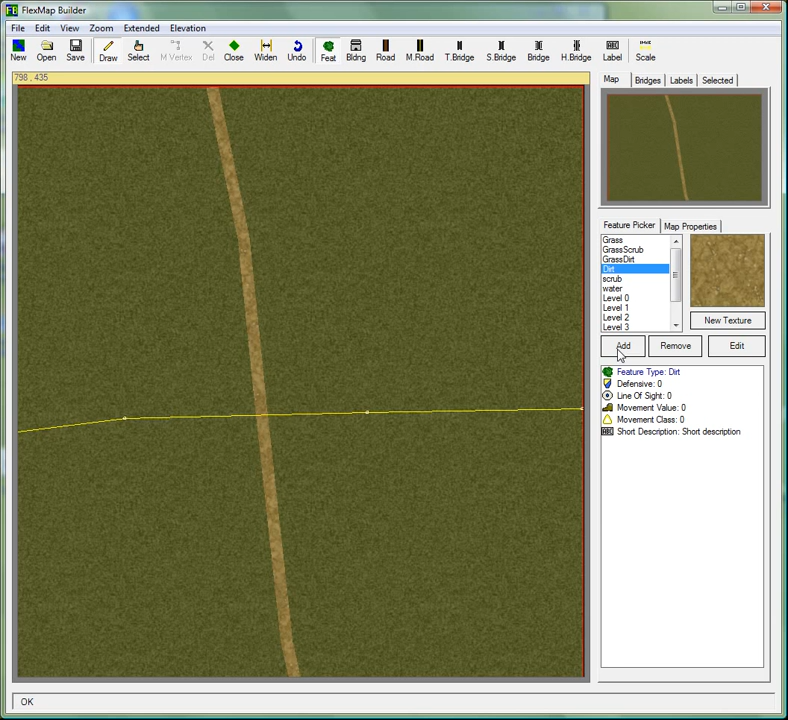 FlexMap Builder
File Edit View Zoom Extended Elevation
New Open Save Draw Select M Vertex Del Close Widen Undo Feat Bldng Road M.Road T.Bridge S.Bridge Bridge H.Bridge Label Scale
798 , 435
Map Bridges Labels Selected
Feature Picker Map Properties
Grass
GrassScrub
GrassDirt
Dirt
scrub
water
Level 0
Level 1
Level 2
Level 3
New Texture
Add Remove Edit
Feature Type: Dirt
Defensive: 0
Line Of Sight: 0
Movement Value: 0
Movement Class: 0
Short Description: Short description
OK